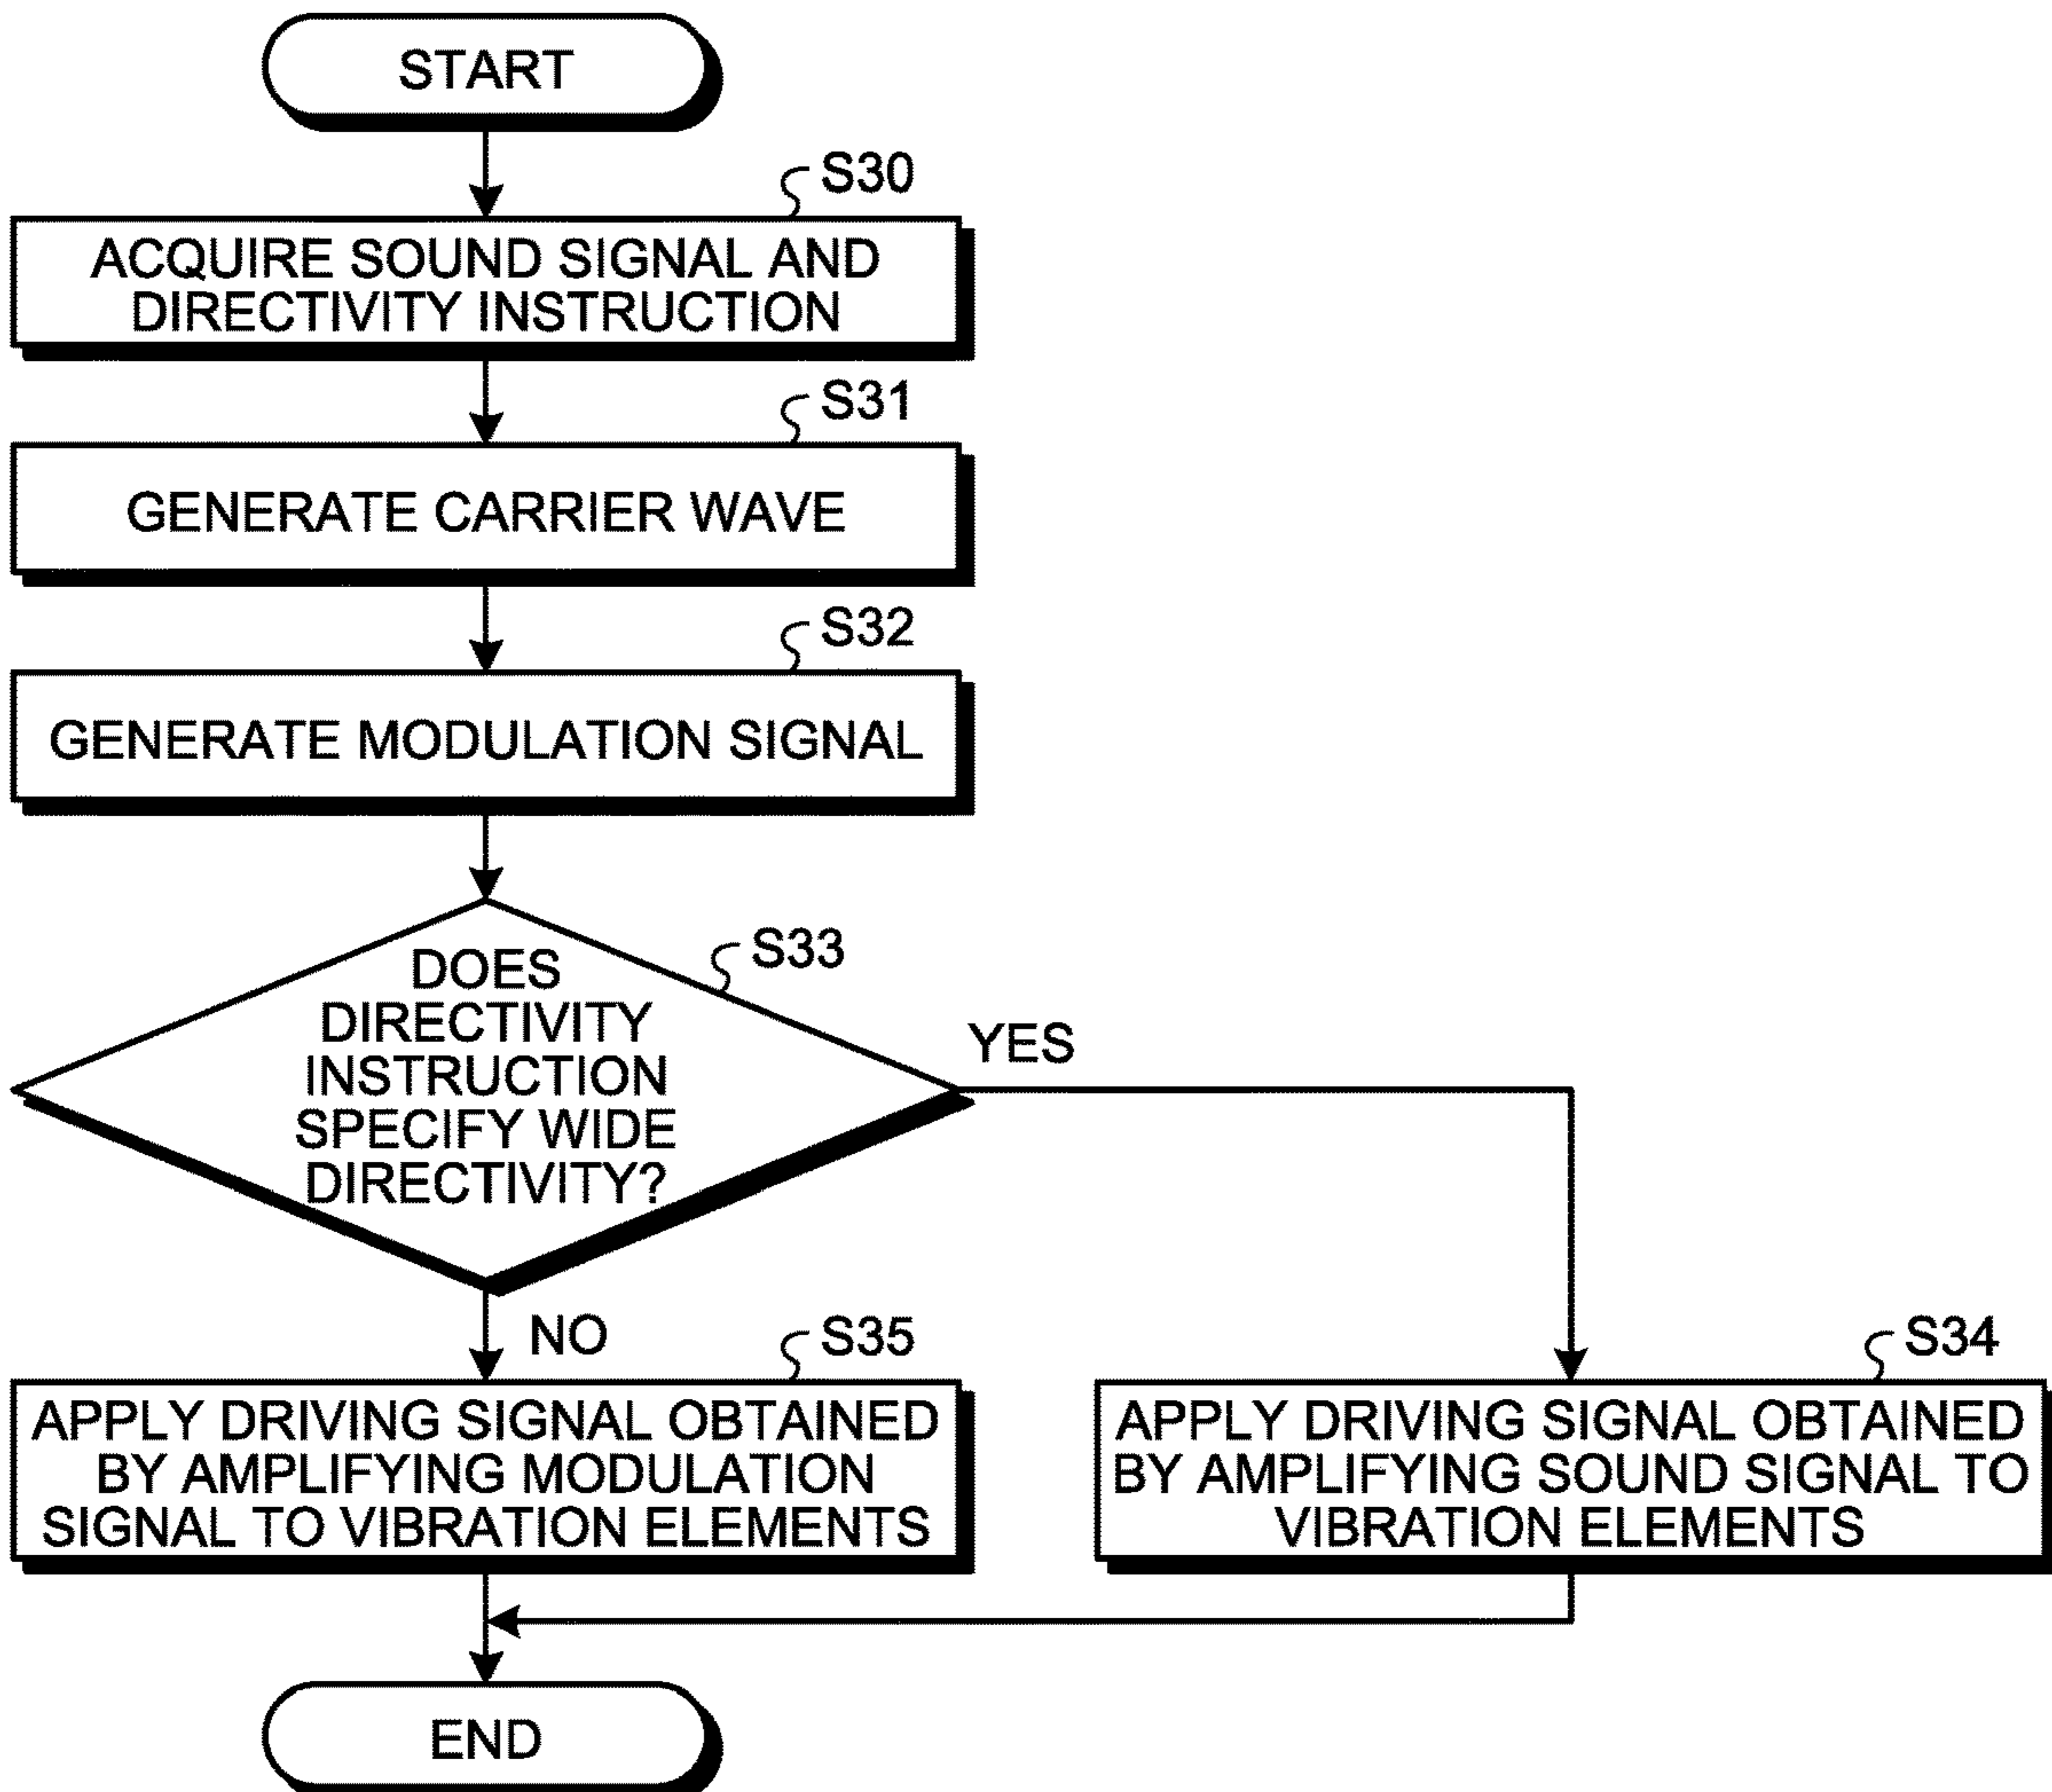 START
S30
ACQUIRE SOUND SIGNAL AND
DIRECTIVITY INSTRUCTION
S31
GENERATE CARRIER WAVE
S32
GENERATE MODULATION SIGNAL
S33
DOES
DIRECTIVITY
INSTRUCTION
SPECIFY WIDE
DIRECTIVITY?
YES
NO
S35
APPLY DRIVING SIGNAL OBTAINED
BY AMPLIFYING MODULATION
SIGNAL TO VIBRATION ELEMENTS
S34
APPLY DRIVING SIGNAL OBTAINED
BY AMPLIFYING SOUND SIGNAL TO
VIBRATION ELEMENTS
END